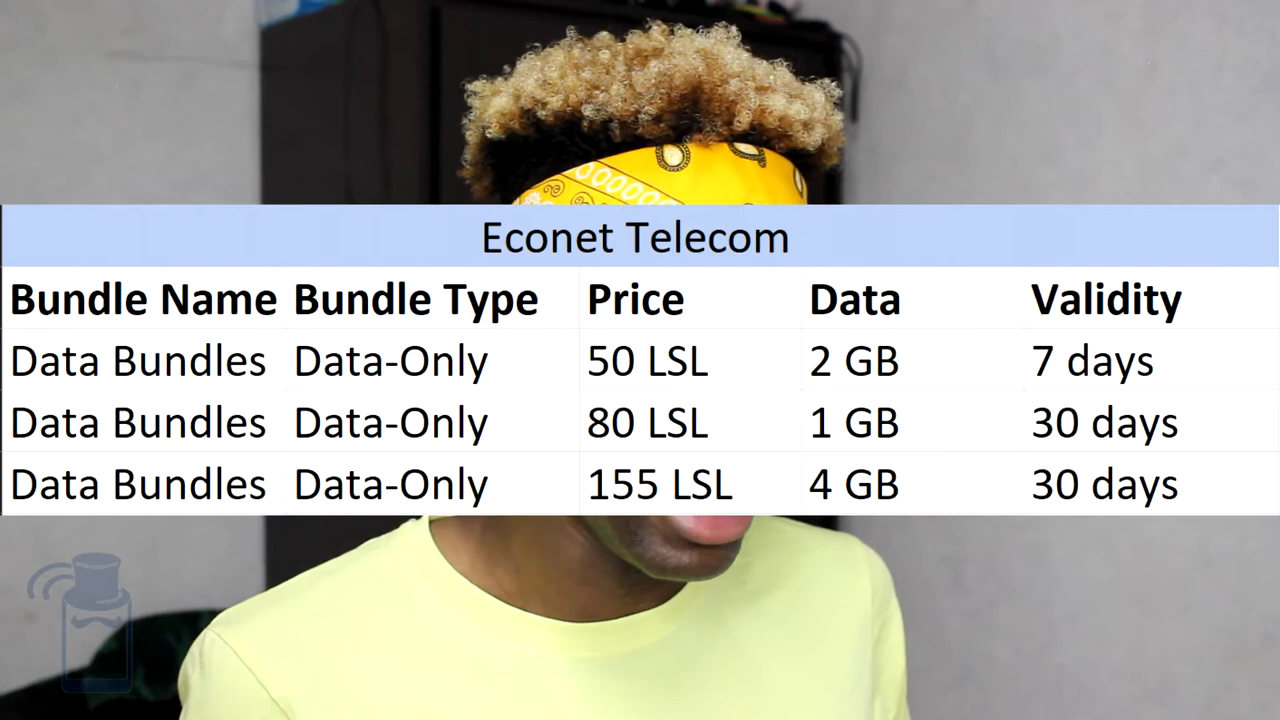 Econet Telecom
Bundle Name Bundle Type Price Data Validity
Data Bundles Data-Only 50 LSL 2 GB 7 days
Data Bundles Data-Only 80 LSL 1 GB 30 days
Data Bundles Data-Only 155 LSL 4 GB 30 days